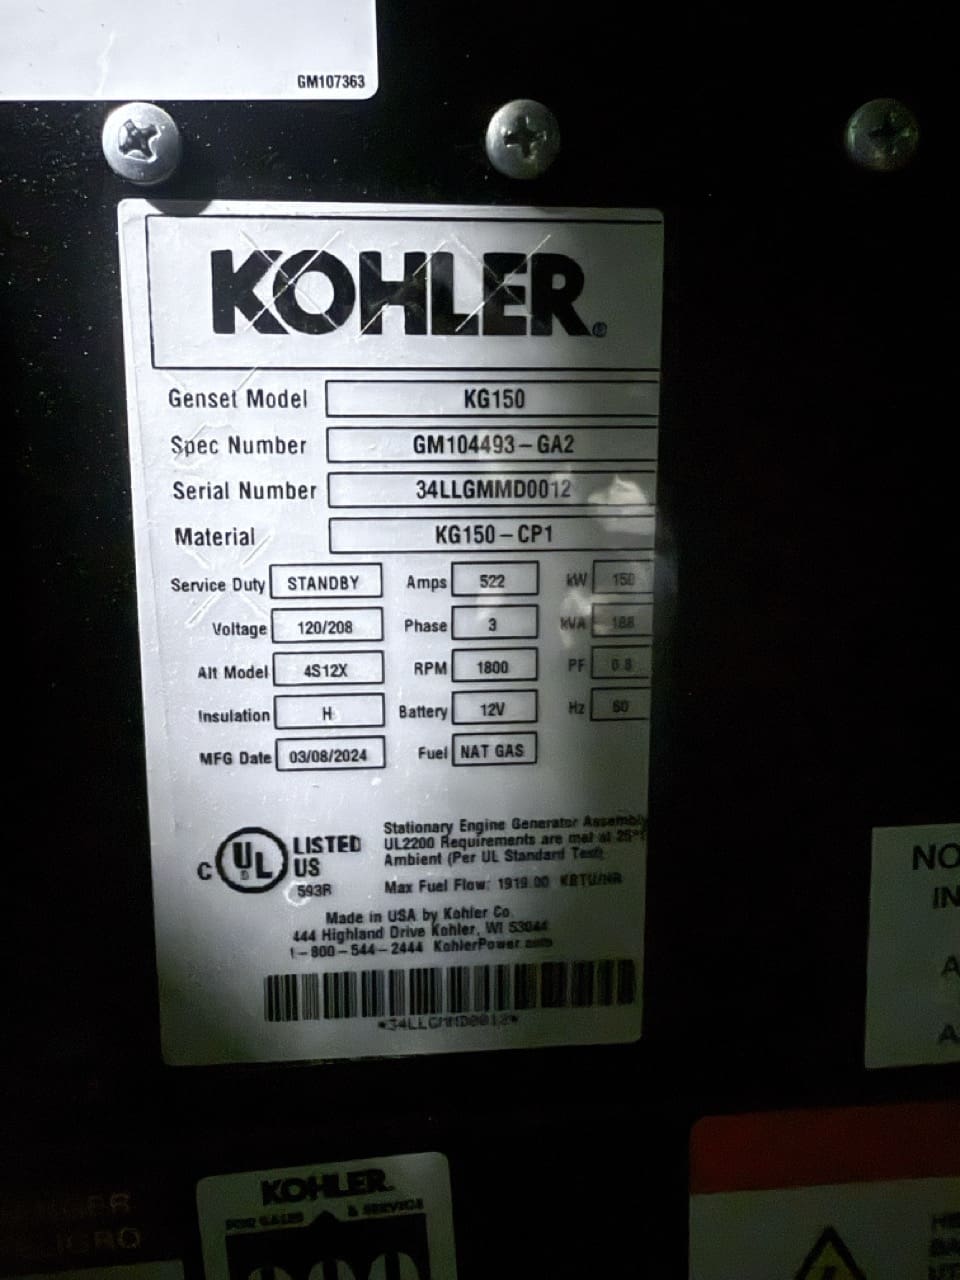 GM107363
KOHLER®
Genset Model KG150
Spec Number GM104493-GA2
Serial Number 34LLGMMD0012
Material KG150-CP1
Service Duty STANDBY Amps 522 kW 150
Voltage 120/208 Phase 3 kVA 188
Alt Model 4S12X RPM 1800 PF 0.8
Insulation H Battery 12V Hz 60
MFG Date 03/08/2024 Fuel NAT GAS
C UL US LISTED
593R
Stationary Engine Generator Assembly
UL2200 Requirements are met at 25°
Ambient (Per UL Standard Test)
Max Fuel Flow: 1919.00 KBTU/HR
Made in USA by Kohler Co.
444 Highland Drive Kohler, WI 53044
1-800-544-2444 KohlerPower.com
*34LLGMMD0012*
NO
IN
A
A
KOHLER
FOR SALES & SERVICE